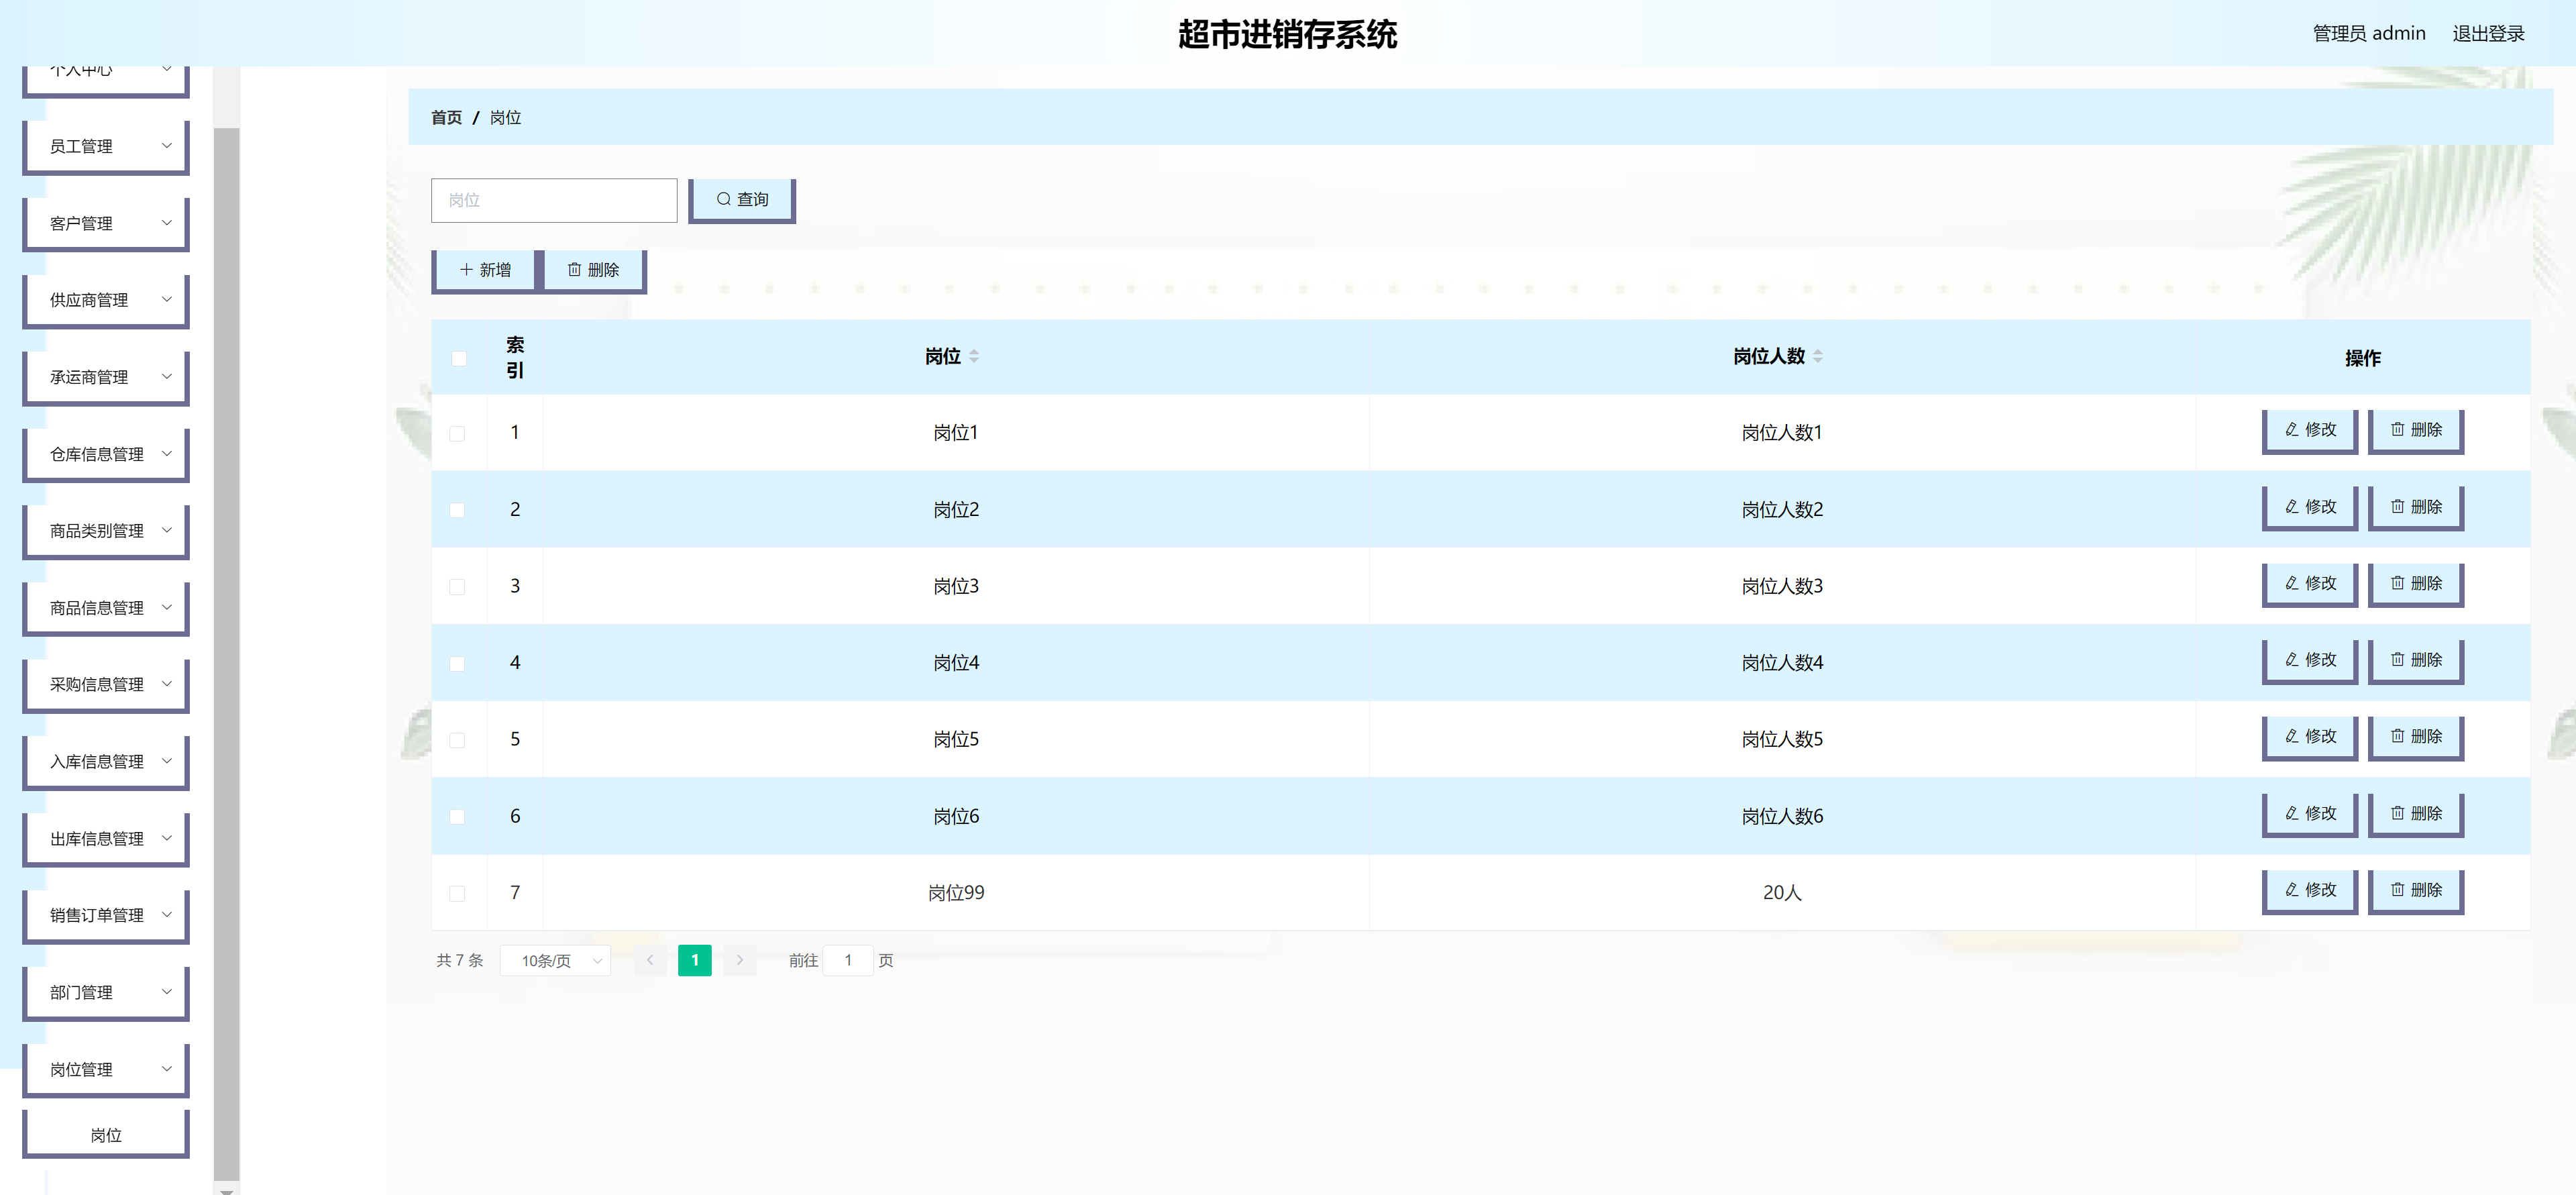 超市进销存系统
管理员 admin 退出登录
个人中心
员工管理
客户管理
供应商管理
承运商管理
仓库信息管理
商品类别管理
商品信息管理
采购信息管理
入库信息管理
出库信息管理
销售订单管理
部门管理
岗位管理
岗位
首页 / 岗位
岗位 查询
新增 删除
索引 岗位 岗位人数 操作
1 岗位1 岗位人数1 修改 删除
2 岗位2 岗位人数2 修改 删除
3 岗位3 岗位人数3 修改 删除
4 岗位4 岗位人数4 修改 删除
5 岗位5 岗位人数5 修改 删除
6 岗位6 岗位人数6 修改 删除
7 岗位99 20人 修改 删除
共 7 条 10条/页 1 前往 1 页